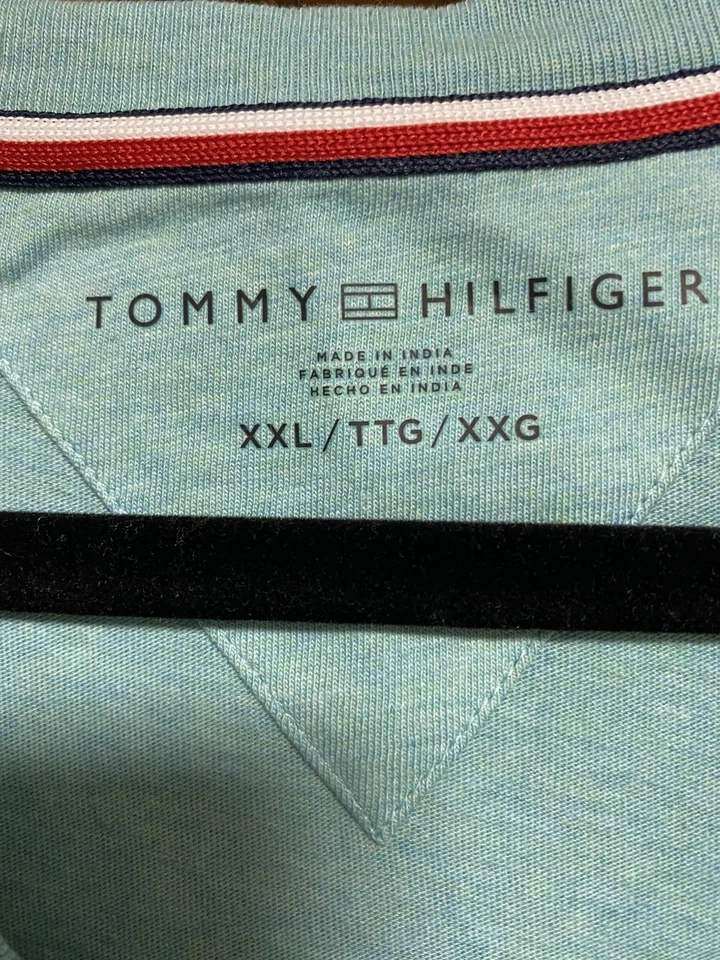 TOMMY HILFIGER
MADE IN INDIA
FABRIQUÉ EN INDE
HECHO EN INDIA
XXL / TTG / XXG